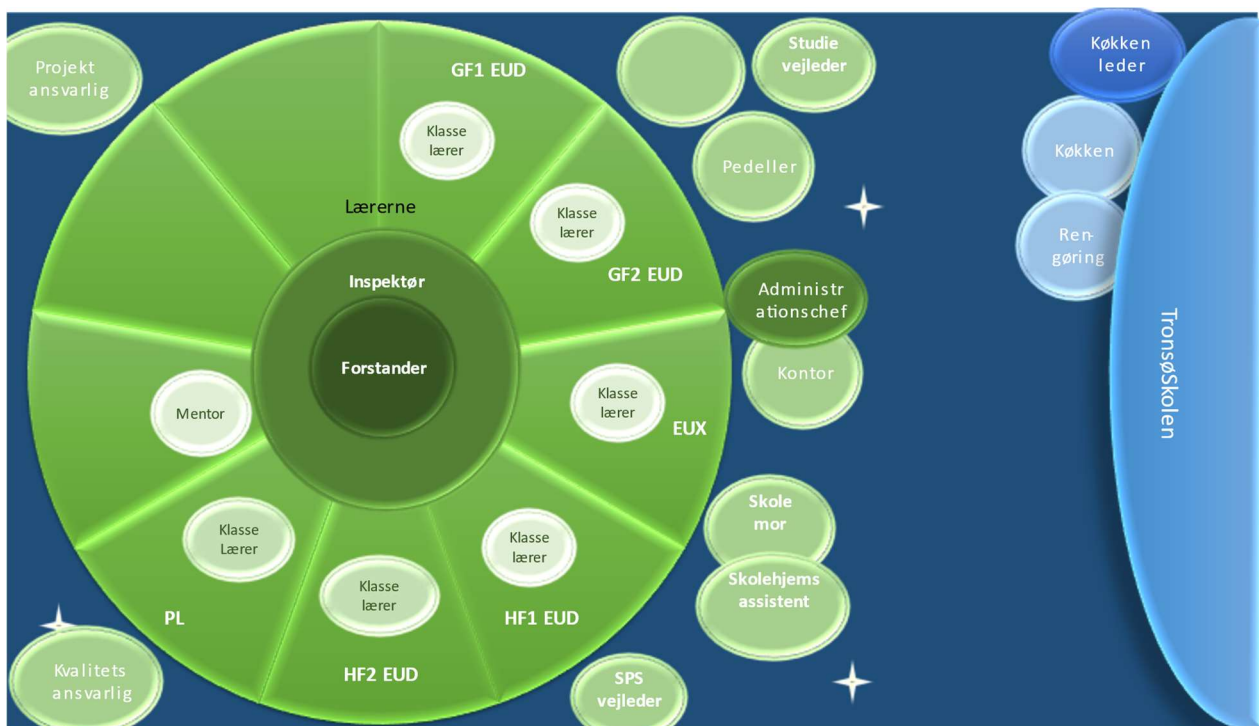 Projekt
ansvarlig
GF1 EUD
Klasse
lærer
Studie
vejleder
Pedeller
Køkken
leder
Køkken
Ren-
gøring
Lærerne
Klasse
lærer
GF2 EUD
Inspektør
Forstander
Administr
ationschef
Kontor
TronsøSkolen
Mentor
Klasse
lærer
EUX
Klasse
Lærer
PL
Klasse
lærer
HF2 EUD
Klasse
lærer
HF1 EUD
Skole
mor
Skolehjems
assistent
Kvalitets
ansvarlig
SPS
vejleder